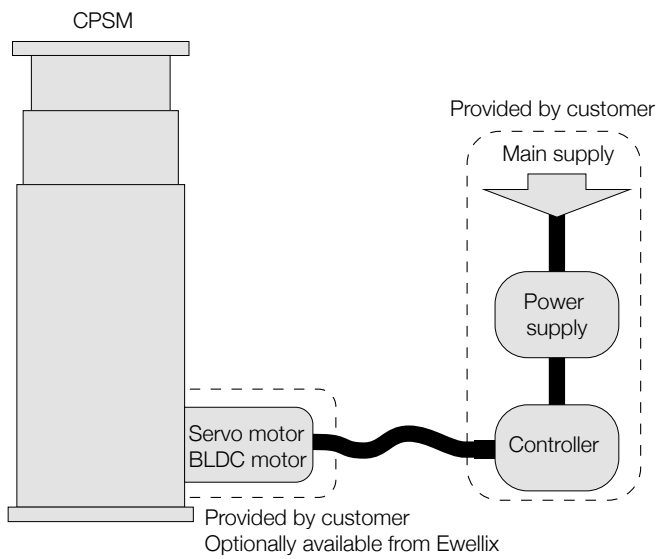 CPSM
Provided by customer
Main supply
Power
supply
Servo motor
BLDC motor
Controller
Provided by customer
Optionally available from Ewellix